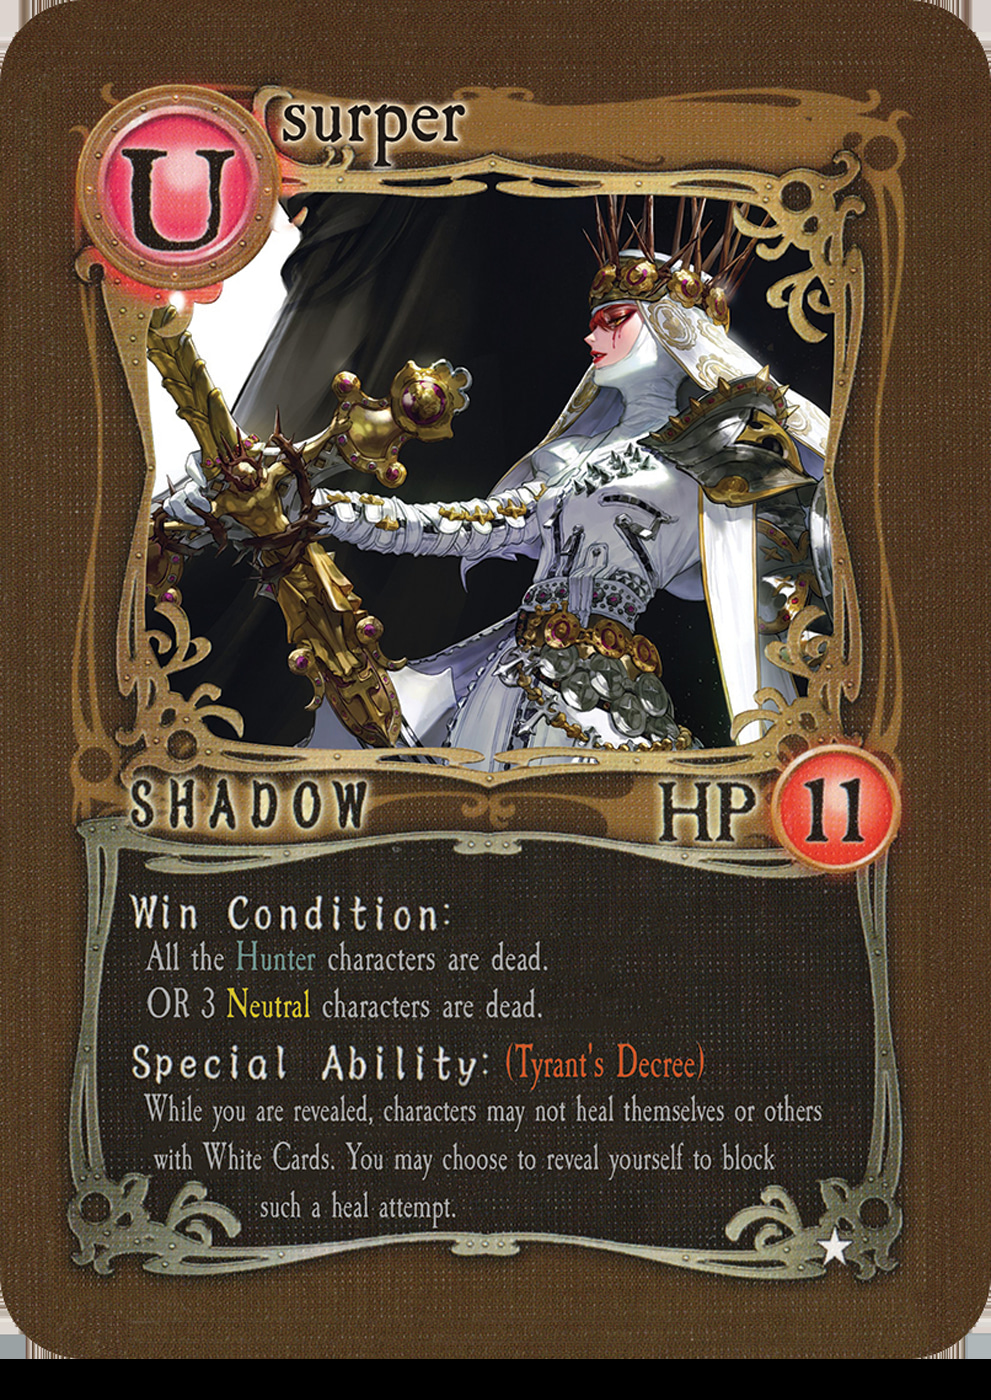 Usurper
SHADOW HP 11
Win Condition:
All the Hunter characters are dead.
OR 3 Neutral characters are dead.
Special Ability: (Tyrant's Decree)
While you are revealed, characters may not heal themselves or others
with White Cards. You may choose to reveal yourself to block
such a heal attempt.